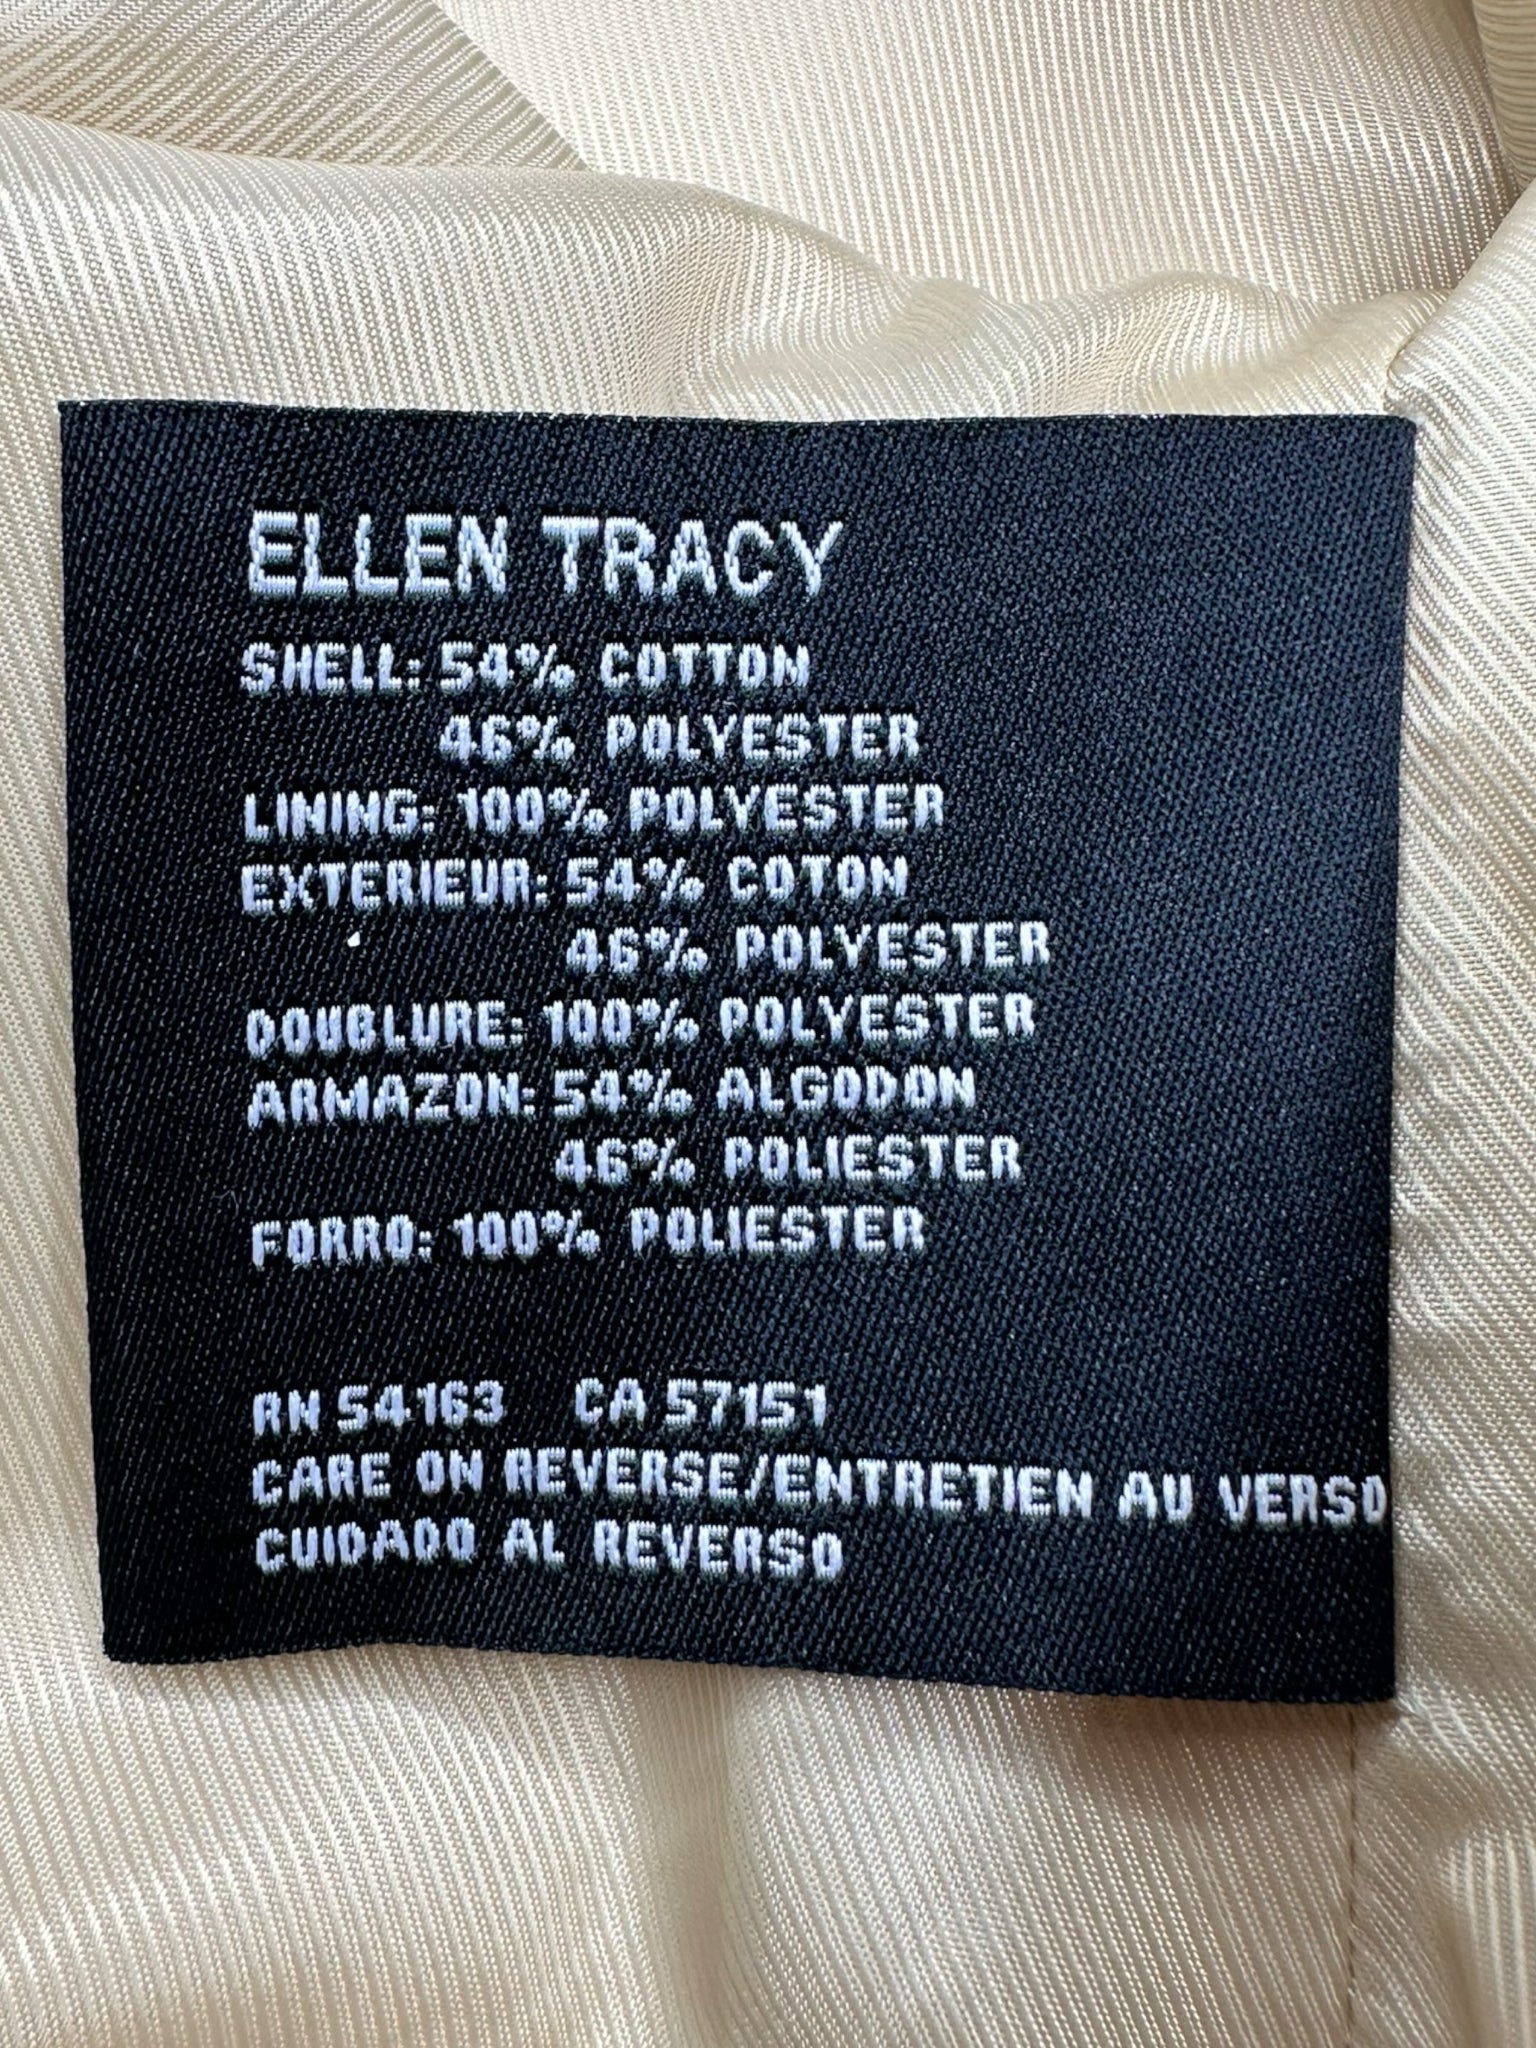 ELLEN TRACY
SHELL: 54% COTTON
46% POLYESTER
LINING: 100% POLYESTER
EXTERIEUR: 54% COTON
46% POLYESTER
DOUBLURE: 100% POLYESTER
ARMAZON: 54% ALGODON
46% POLIESTER
FORRO: 100% POLIESTER
RN 54163 CA 57151
CARE ON REVERSE/ENTRETIEN AU VERSO
CUIDADO AL REVERSO